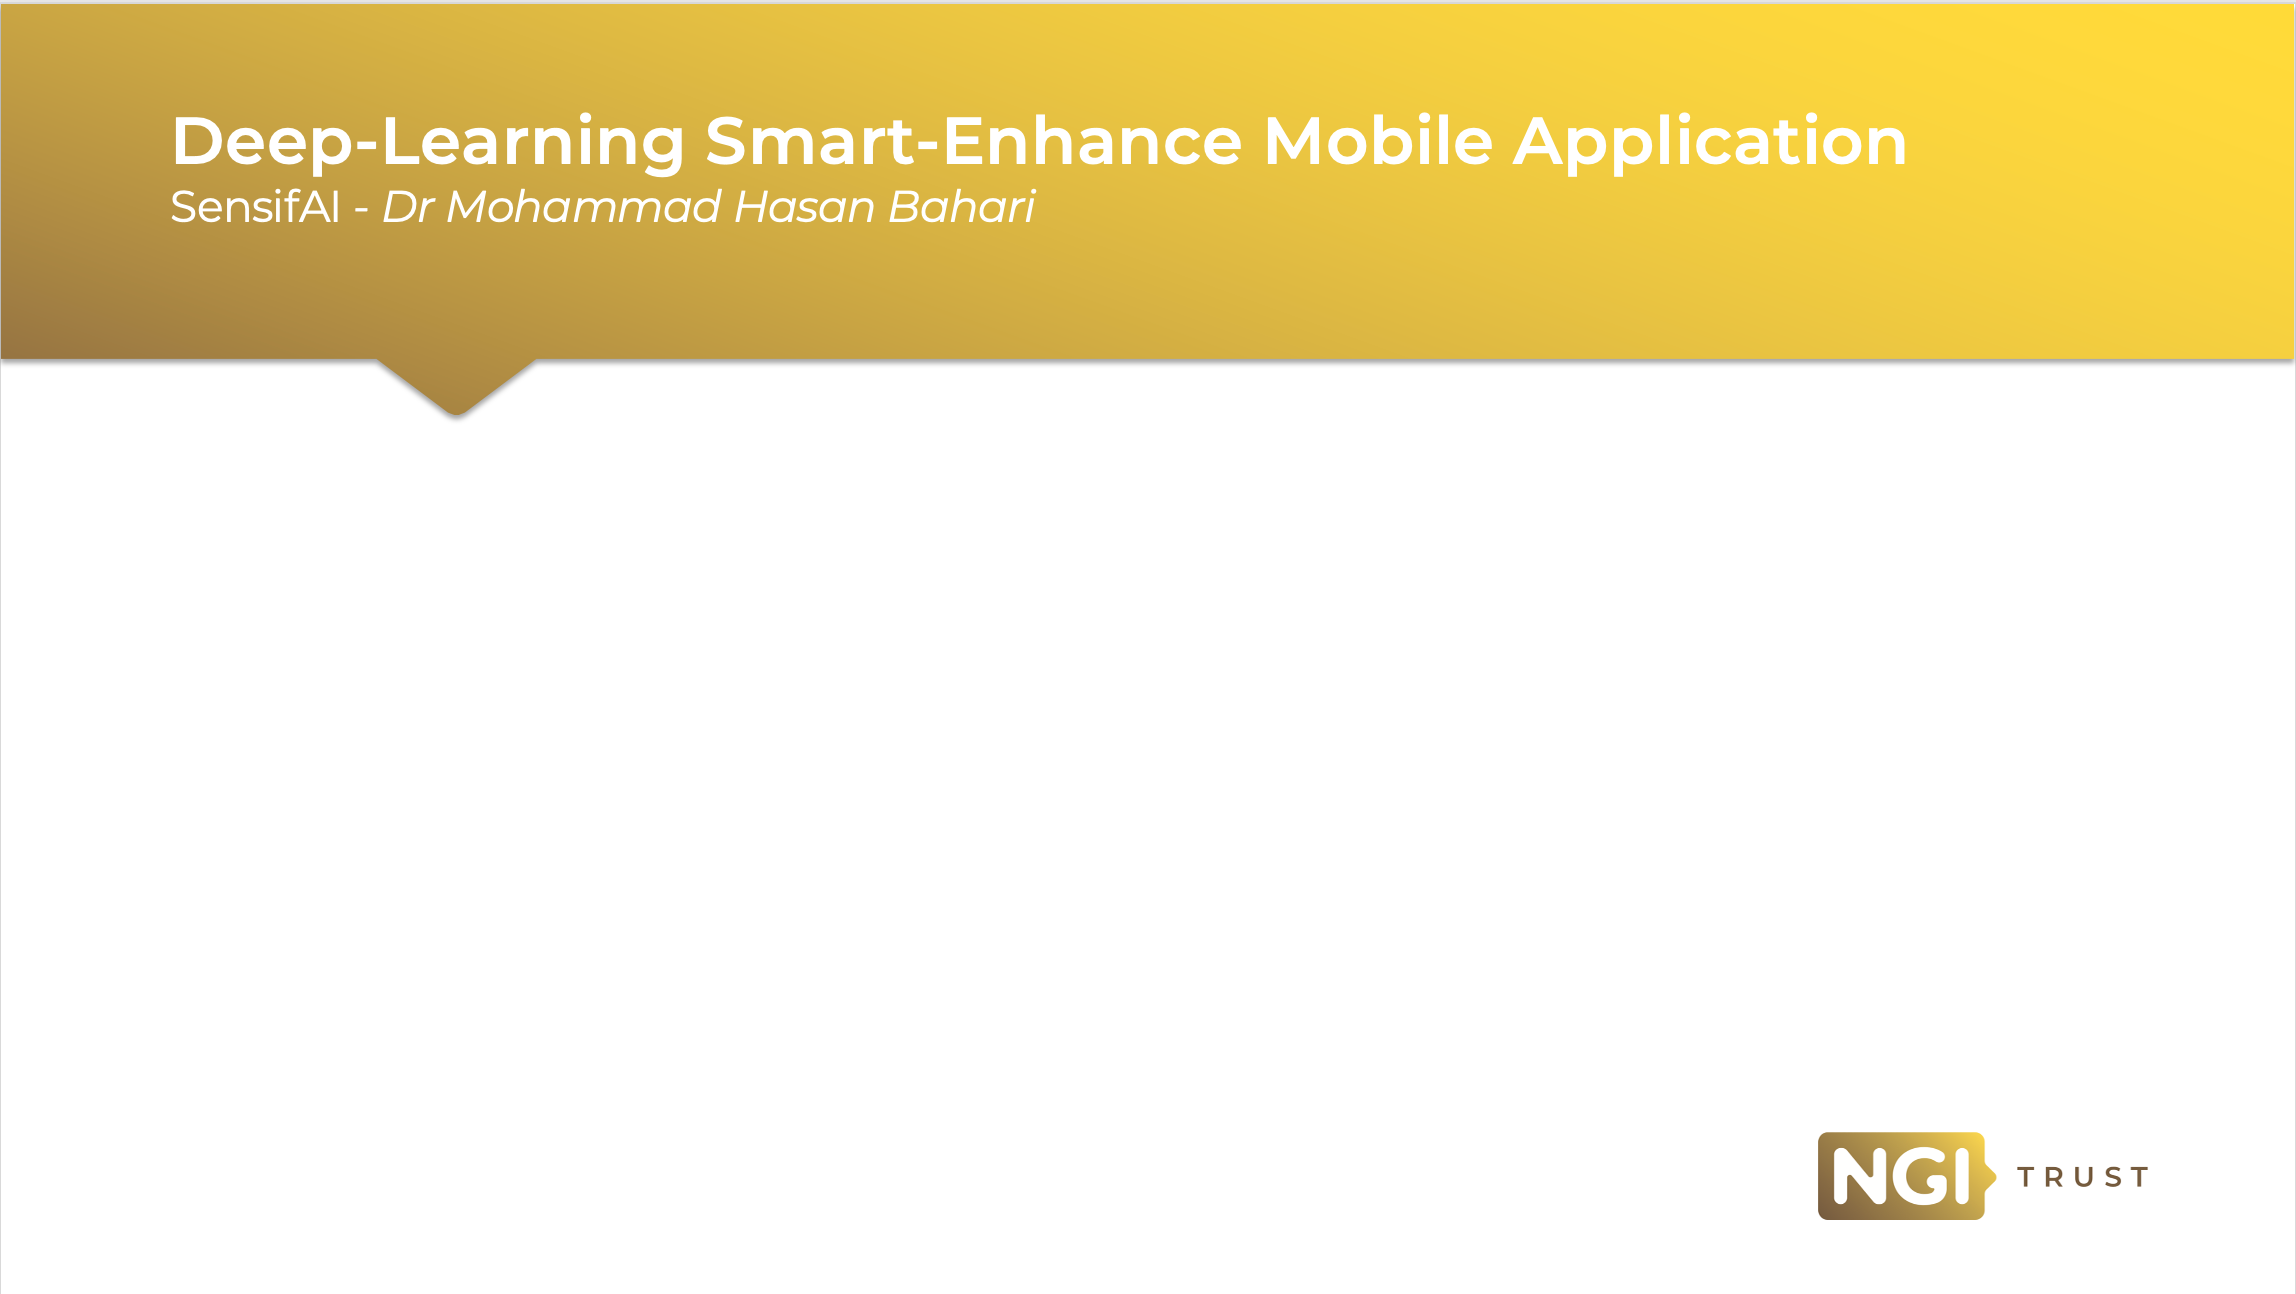 Deep-Learning Smart-Enhance Mobile Application
SensifAI - Dr Mohammad Hasan Bahari
NGI TRUST